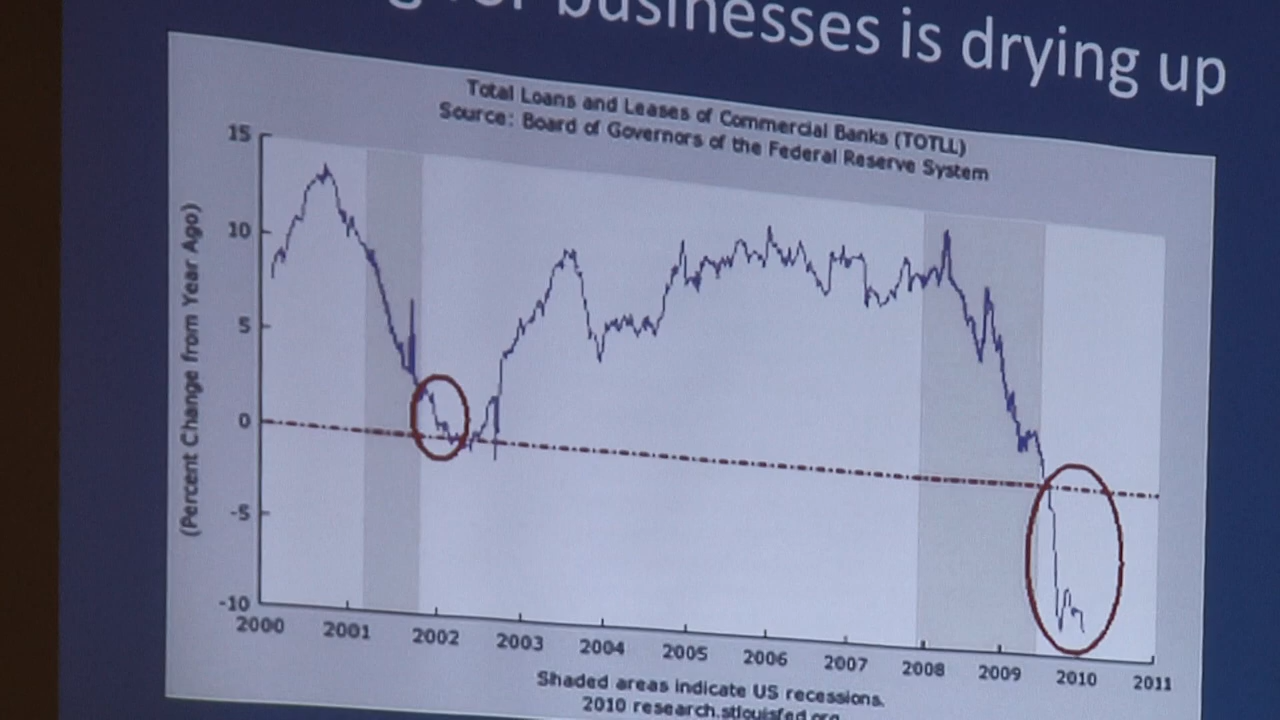 for businesses is drying up
Total Loans and Leases of Commercial Banks (TOTLL)
Source: Board of Governors of the Federal Reserve System
(Percent Change from Year Ago)
15
10
5
0
-5
-10
2000 2001 2002 2003 2004 2005 2006 2007 2008 2009 2010 2011
Shaded areas indicate US recessions.
2010 research.stlouisfed.org